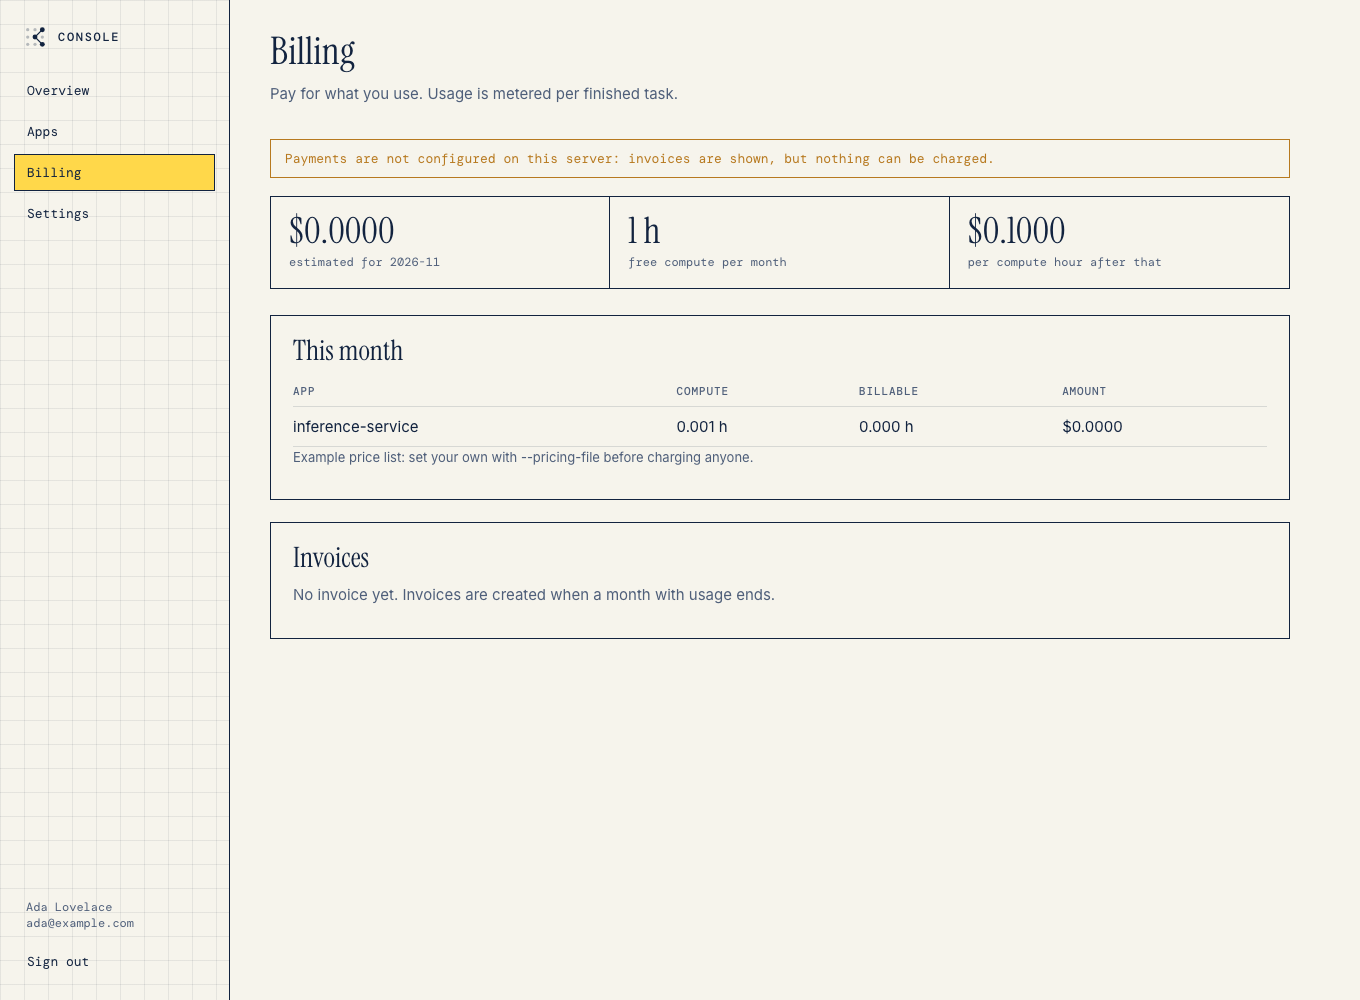 CONSOLE
Overview
Apps
Billing
Settings
Ada Lovelace
ada@example.com
Sign out
Billing
Pay for what you use. Usage is metered per finished task.
Payments are not configured on this server: invoices are shown, but nothing can be charged.
$0.0000
estimated for 2026-11
1 h
free compute per month
$0.1000
per compute hour after that
This month
APP COMPUTE BILLABLE AMOUNT
inference-service 0.001 h 0.000 h $0.0000
Example price list: set your own with --pricing-file before charging anyone.
Invoices
No invoice yet. Invoices are created when a month with usage ends.